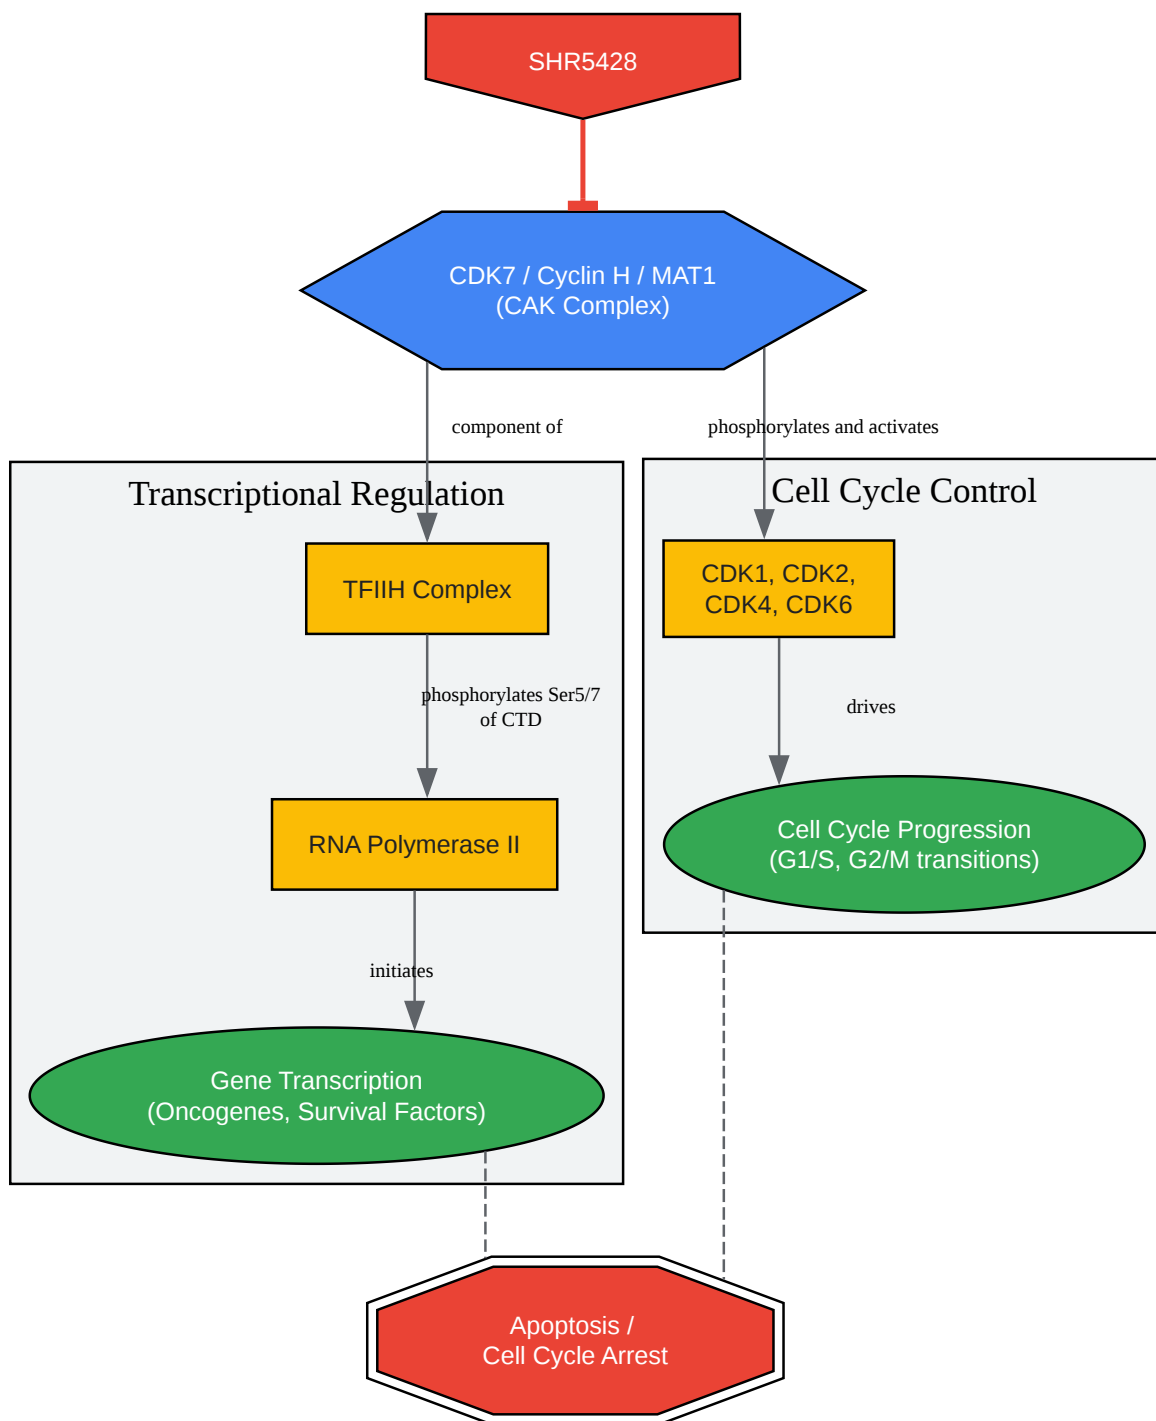 SHR5428
CDK7 / Cyclin H / MAT1
(CAK Complex)
component of
phosphorylates and activates
Transcriptional Regulation
TFIIH Complex
phosphorylates Ser5/7
of CTD
RNA Polymerase II
initiates
Gene Transcription
(Oncogenes, Survival Factors)
Cell Cycle Control
CDK1, CDK2,
CDK4, CDK6
drives
Cell Cycle Progression
(G1/S, G2/M transitions)
Apoptosis /
Cell Cycle Arrest